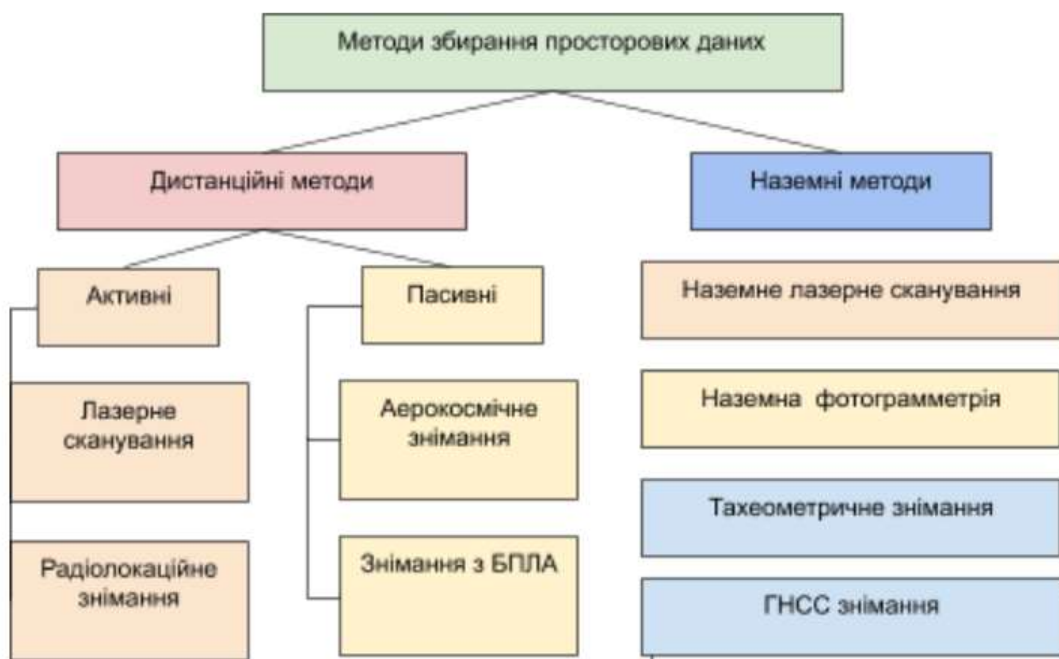 Методи збирання просторових даних
Дистанційні методи
Наземні методи
Активні
Пасивні
Наземне лазерне сканування
Лазерне
сканування
Аерокосмічне
знімання
Наземна фотограмметрія
Тахеометричне знімання
Радіолокаційне
знімання
Знімання з БПЛА
ГНСС знімання